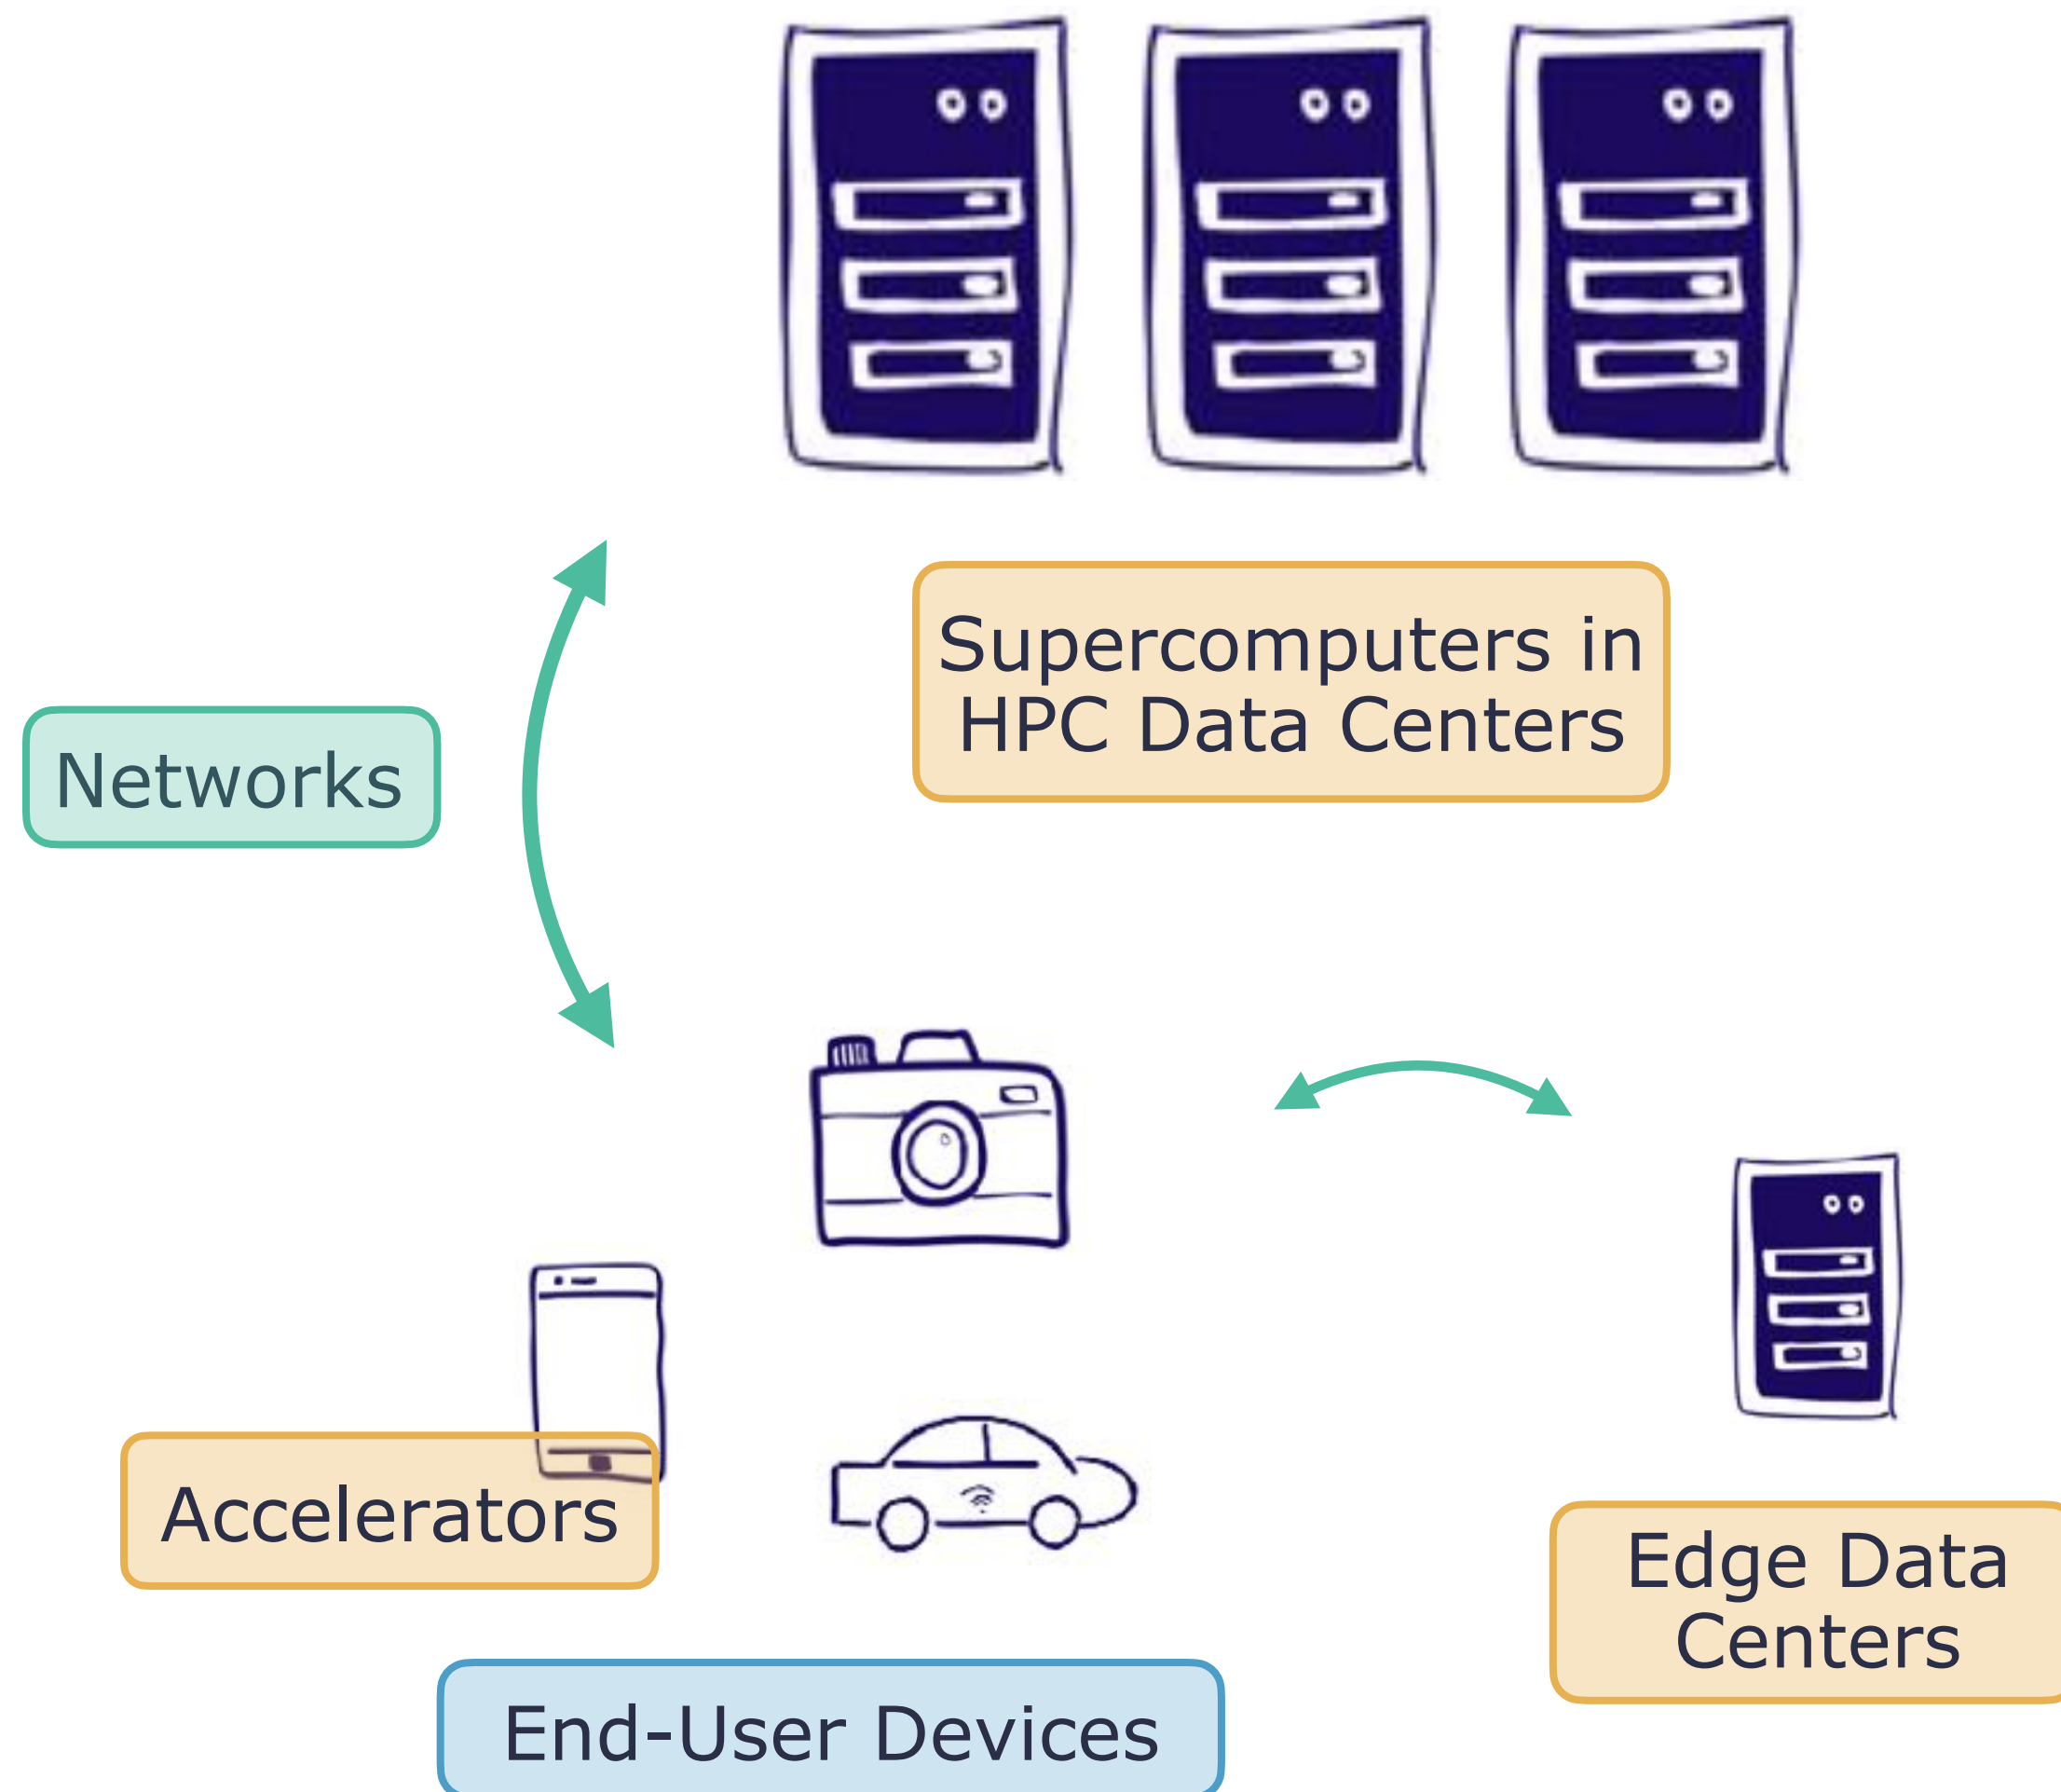 Supercomputers in
HPC Data Centers
Networks
Accelerators
Edge Data
Centers
End-User Devices